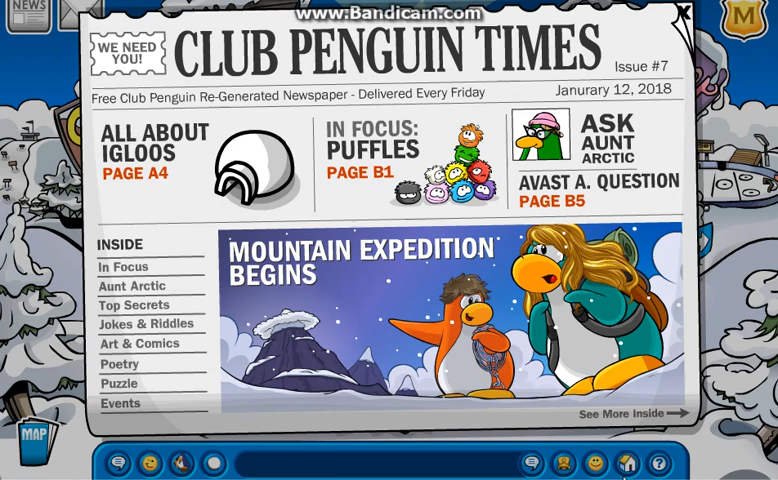 www.Bandicam.com
NEWS
M
WE NEED
YOU!
CLUB PENGUIN TIMES
Issue #7
Free Club Penguin Re-Generated Newspaper - Delivered Every Friday
Janurary 12, 2018
ALL ABOUT
IGLOOS
PAGE A4
IN FOCUS:
PUFFLES
PAGE B1
ASK
AUNT
ARCTIC
AVAST A. QUESTION
PAGE B5
INSIDE
In Focus
Aunt Arctic
Top Secrets
Jokes & Riddles
Art & Comics
Poetry
Puzzle
Events
MOUNTAIN EXPEDITION
BEGINS
See More Inside
MAP
?